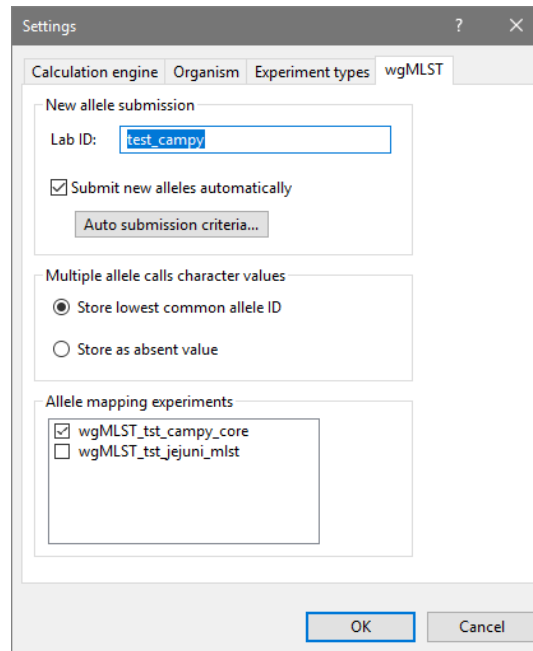 Settings ?
Calculation engine Organism Experiment types wgMLST
New allele submission
Lab ID: test_campy
Submit new alleles automatically
Auto submission criteria...
Multiple allele calls character values
Store lowest common allele ID
Store as absent value
Allele mapping experiments
wgMLST_tst_campy_core
wgMLST_tst_jejuni_mlst
OK Cancel